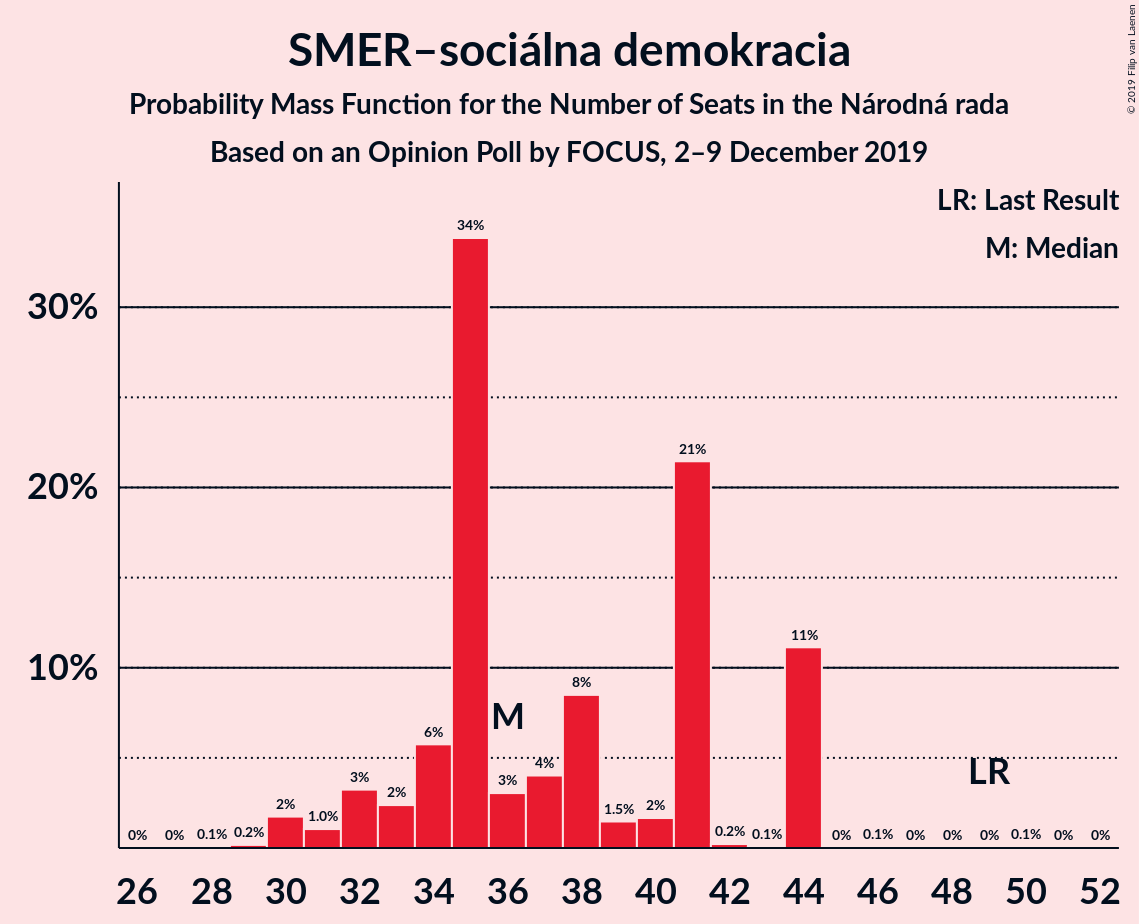 SMER–sociálna demokracia
Probability Mass Function for the Number of Seats in the Národná rada
Based on an Opinion Poll by FOCUS, 2–9 December 2019
© 2019 Filip van Laenen
LR: Last Result
M: Median
30%
20%
10%
0% 0% 0.1% 0.2% 2% 1.0% 3% 2% 6% 34% 3% 4% 8% 1.5% 2% 21% 0.2% 0.1% 11% 0% 0.1% 0% 0% 0% 0.1% 0% 0%
M
LR
26 28 30 32 34 36 38 40 42 44 46 48 50 52